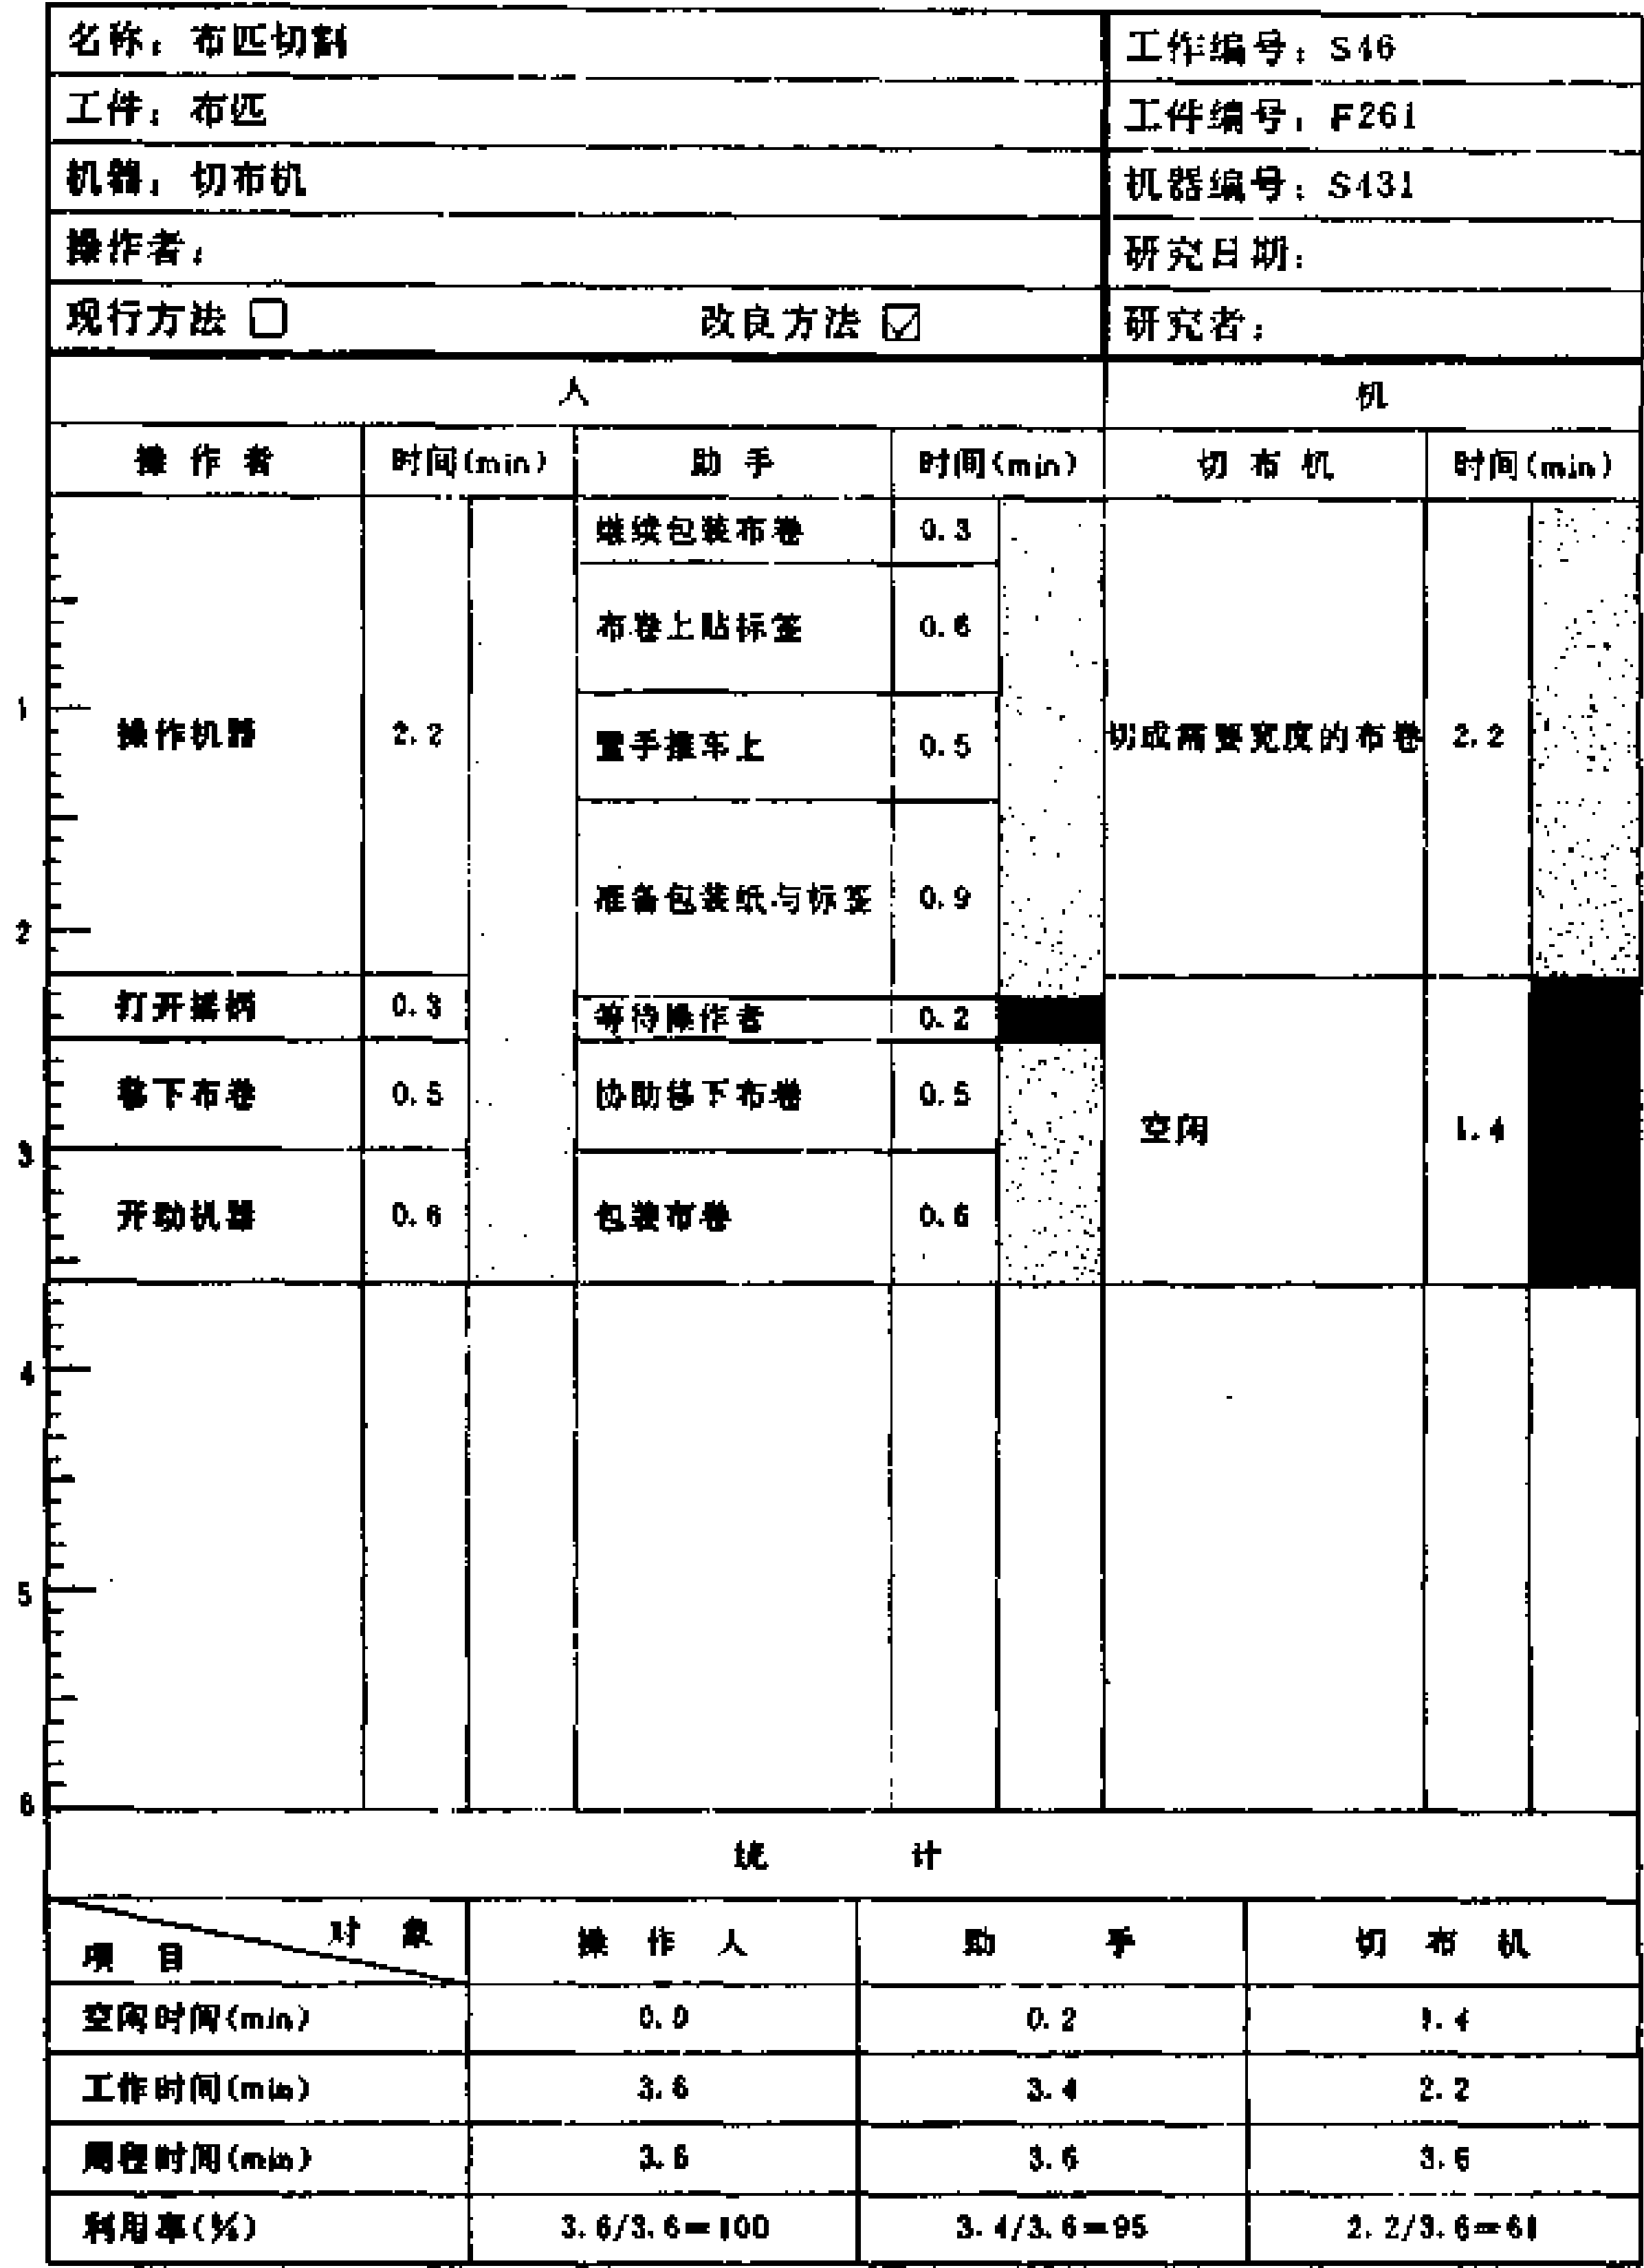 名称：布匹切割 工作编号：S46
工件：布匹 工件编号：F261
机器：切布机 机器编号：S431
操作者： 研究日期：
现行方法 改良方法 ☑ 研究者：
人 机
操作者 时间(min) 助手 时间(min) 切布机 时间(min)
继续包装布卷 0.3
布卷上贴标签 0.6
1
操作机器 2.2 置手推车上 0.5 切成需要宽度的布卷 2.2
准备包装纸与标签 0.9
2
打开摇柄 0.3 等待操作者 0.2
移下布卷 0.5 协助移下布卷 0.5 空闲 1.4
3
开动机器 0.6 包装布卷 0.6
4
5
6
统计
对象
项目 操作人 助手 切布机
空闲时间(min) 0.0 0.2 1.4
工作时间(min) 3.6 3.4 2.2
周程时间(min) 3.6 3.6 3.6
利用率(%) 3.6/3.6=100 3.4/3.6=95 2.2/3.6=61